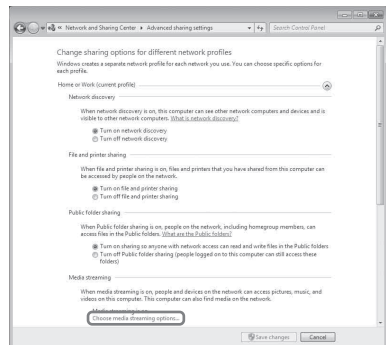 « Network and Sharing Center ▸ Advanced sharing settings
Search Control Panel
Change sharing options for different network profiles
Windows creates a separate network profile for each network you use. You can choose specific options for
each profile.
Home or Work (current profile)
Network discovery
When network discovery is on, this computer can see other network computers and devices and is
visible to other network computers. What is network discovery?
Turn on network discovery
Turn off network discovery
File and printer sharing
When file and printer sharing is on, files and printers that you have shared from this computer can
be accessed by people on the network.
Turn on file and printer sharing
Turn off file and printer sharing
Public folder sharing
When Public folder sharing is on, people on the network, including homegroup members, can
access files in the Public folders. What are the Public folders?
Turn on sharing so anyone with network access can read and write files in the Public folders
Turn off Public folder sharing (people logged on to this computer can still access these
folders)
Media streaming
When media streaming is on, people and devices on the network can access pictures, music, and
videos on this computer. This computer can also find media on the network.
Media streaming is on.
Choose media streaming options...
Save changes
Cancel